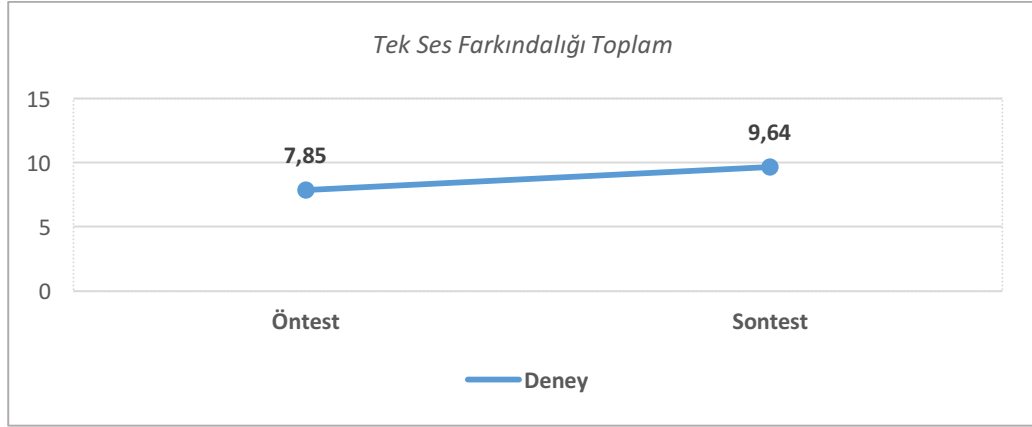 Tek Ses Farkındalığı Toplam
15
10
5
0
7,85
9,64
Öntest
Sontest
Deney